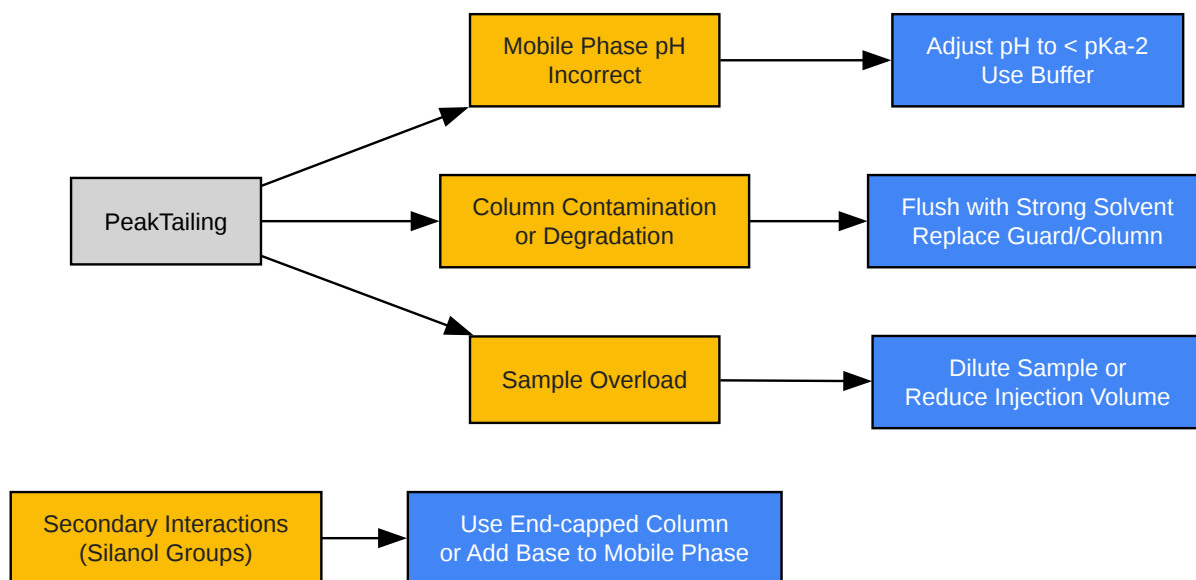 Mobile Phase pH
Incorrect
Adjust pH to < pKa-2
Use Buffer
PeakTailing
Column Contamination
or Degradation
Flush with Strong Solvent
Replace Guard/Column
Sample Overload
Dilute Sample or
Reduce Injection Volume
Secondary Interactions
(Silanol Groups)
Use End-capped Column
or Add Base to Mobile Phase